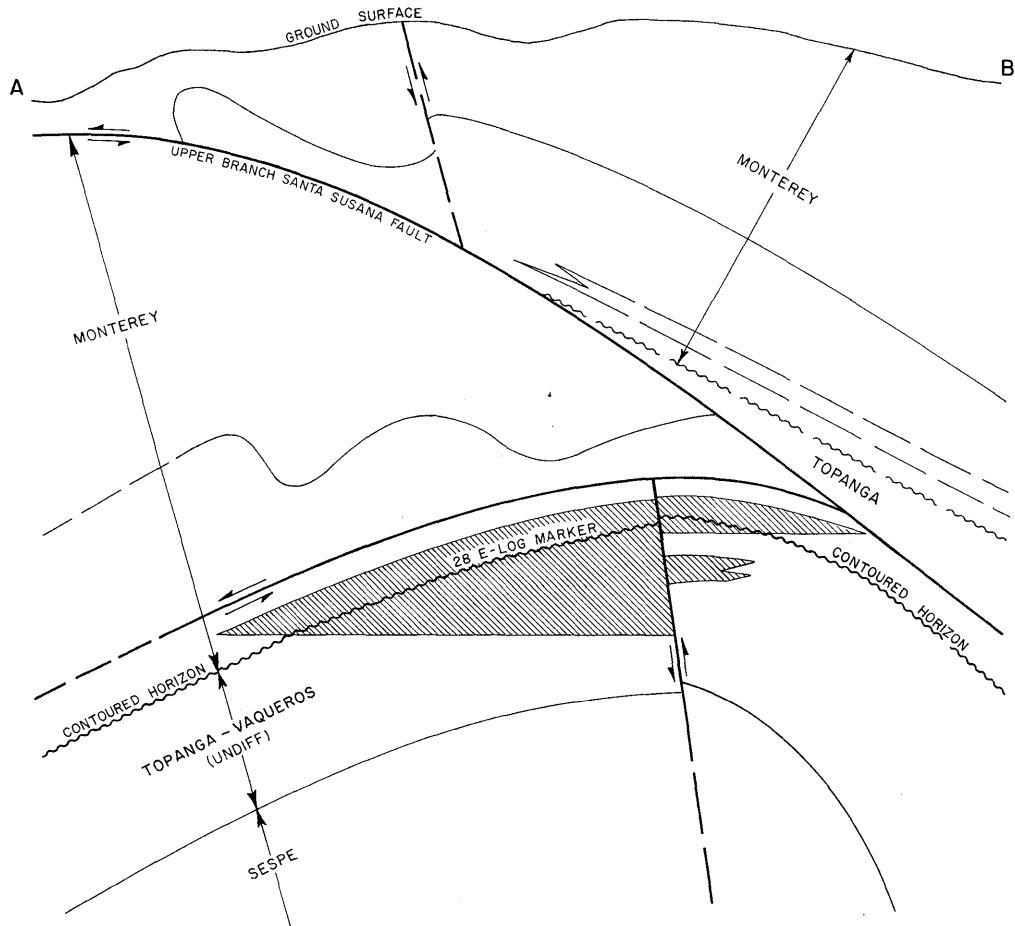 GROUND SURFACE
A
B
UPPER BRANCH SANTA SUSANA FAULT
MONTEREY
MONTEREY
TOPANGA
28 E-LOG MARKER
CONTOURED HORIZON
CONTOURED HORIZON
TOPANGA – VAQUEROS
(UNDIFF)
SESPE